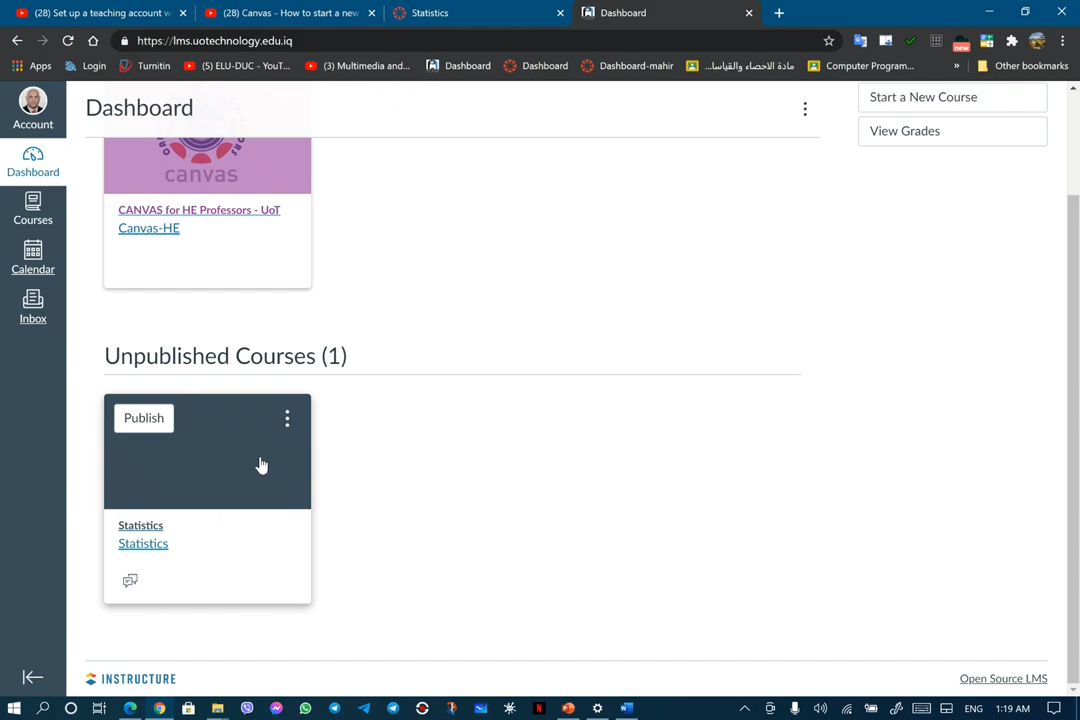 (28) Set up a teaching account w
(28) Canvas - How to start a new
Statistics
Dashboard
https://lms.uotechnology.edu.iq
new
Apps
Login
Turnitin
(5) ELU-DUC - YouT...
(3) Multimedia and...
Dashboard
Dashboard
Dashboard-mahir
مادة الاحصاء والقياسا...
Computer Program...
»
Other bookmarks
Account
Dashboard
Courses
Calendar
Inbox
Dashboard
canvas
CANVAS for HE Professors - UoT
Canvas-HE
Start a New Course
View Grades
Unpublished Courses (1)
Publish
Statistics
Statistics
INSTRUCTURE
Open Source LMS
ENG
1:19 AM